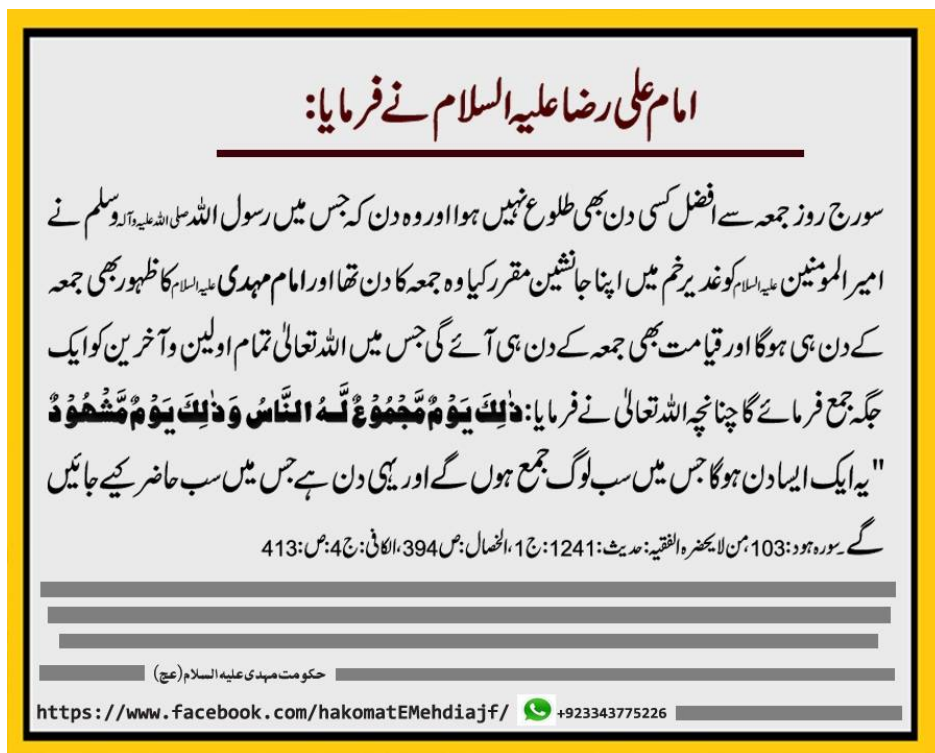 امام علی رضا علیہ السلام نے فرمایا:
سورج روز جمعہ سے افضل کسی دن بھی طلوع نہیں ہوا اور وہ دن کہ جس میں رسول اللہ صلی اللہ علیہ وآلہ وسلم نے
امیر المومنین علیہ السلام کو غدیر خم میں اپنا جانشین مقرر کیا وہ جمعہ کا دن تھا اور امام مہدی علیہ السلام کا ظہور بھی جمعہ
کے دن ہی ہوگا اور قیامت بھی جمعہ کے دن ہی آئے گی جس میں اللہ تعالیٰ تمام اولین وآخرین کو ایک
جگہ جمع فرمائے گا چنانچہ اللہ تعالیٰ نے فرمایا: ذٰلِكَ يَوْمٌ مَّجْمُوْعٌ لَّـهُ النَّاسُ وَذٰلِكَ يَوْمٌ مَّشْهُوْدٌ
"یہ ایک ایسا دن ہوگا جس میں سب لوگ جمع ہوں گے اور یہی دن ہے جس میں سب حاضر کیے جائیں
گے ۔سورہ ہود:103، من لا یحضرہ الفقیہ: حدیث:1241: ج1، الخصال: ص394، الکافی: ج4: ص:413
حکومت مہدی علیہ السلام (عج)
https://www.facebook.com/hakomatEMehdiajf/ +923343775226